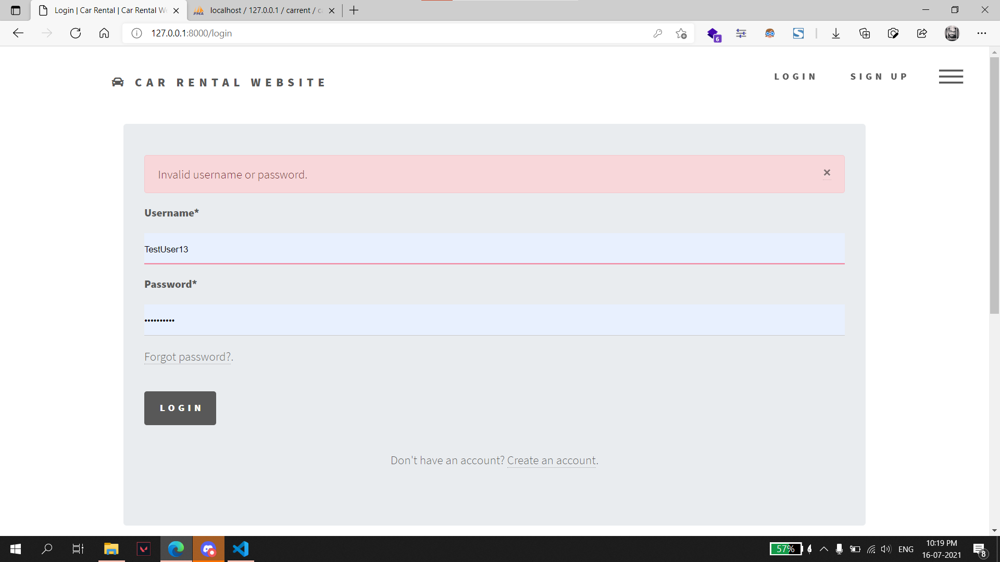 Login | Car Rental | Car Rental W
localhost / 127.0.0.1 / carrent / c
127.0.0.1:8000/login
6
CAR RENTAL WEBSITE
LOGIN
SIGN UP
Invalid username or password.
×
Username*
TestUser13
Password*
••••••••••
Forgot password?.
LOGIN
Don't have an account? Create an account.
57%
ENG
10:19 PM
16-07-2021
8